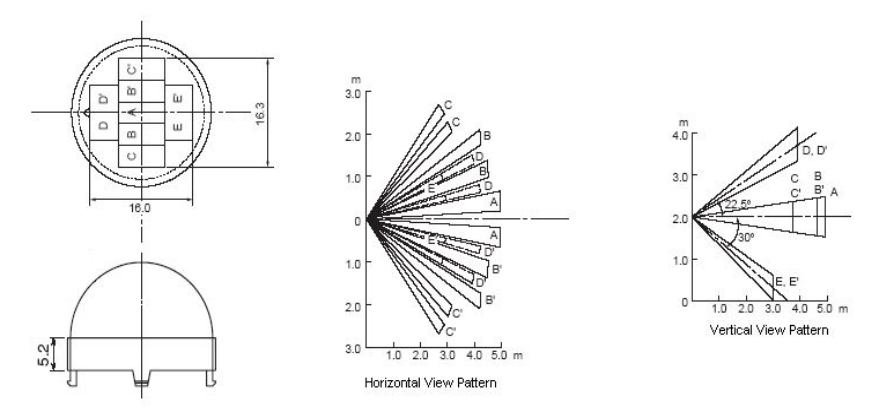 C'
D' B' E'
A
D B E
C
16.3
16.0
5.2
m
3.0
2.0
1.0
0
1.0
2.0
3.0
C
C
B
D
B
E
D
A
A
E'
D'
B'
D'
B'
C'
C'
1.0 2.0 3.0 4.0 5.0 m
Horizontal View Pattern
m
4.0
3.0
2.0
1.0
0
D, D'
C B
C' B' A
22.5°
30°
E, E'
1.0 2.0 3.0 4.0 5.0 m
Vertical View Pattern